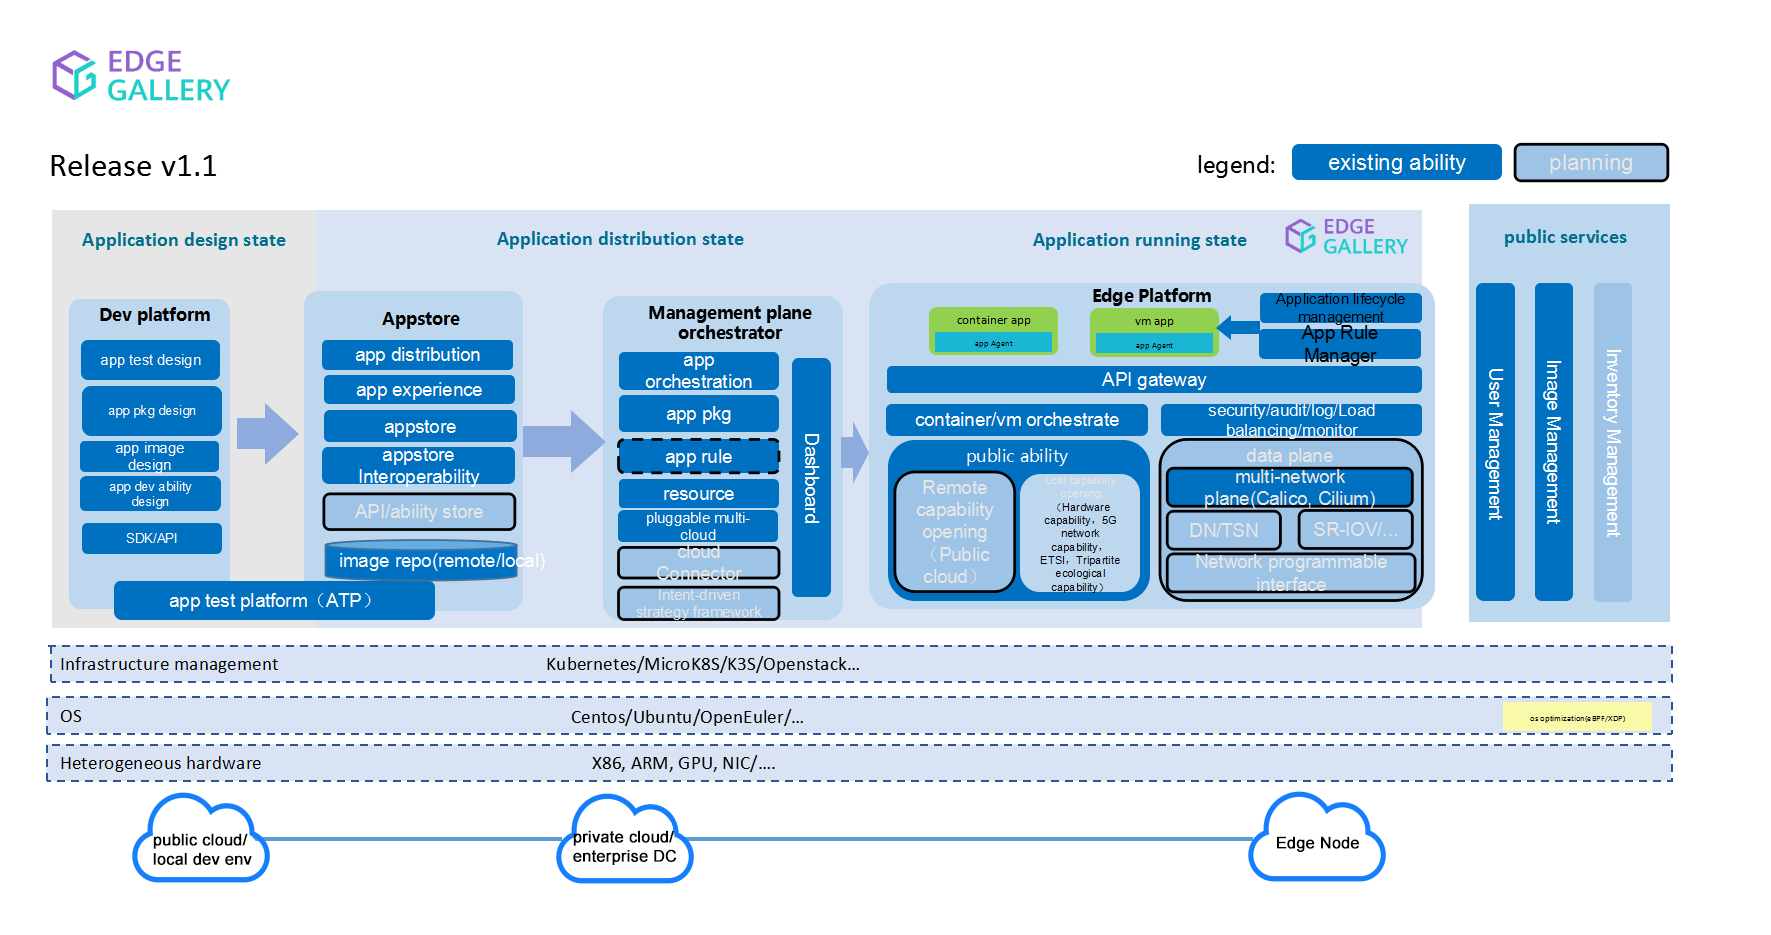 EDGE
GALLERY
Release v1.1
legend:
existing ability
planning
Application design state
Application distribution state
Application running state
EDGE
GALLERY
public services
Dev platform
app test design
app pkg design
app image
design
app dev ability
design
SDK/API
app test platform（ATP）
Appstore
app distribution
app experience
appstore
appstore
Interoperability
API/ability store
image repo(remote/local)
Management plane
orchestrator
app
orchestration
app pkg
app rule
resource
pluggable multi-
cloud
cloud
Connector
Intent-driven
strategy framework
Dashboard
Edge Platform
container app
app Agent
vm app
app Agent
Application lifecycle
management
App Rule
Manager
API gateway
container/vm orchestrate
security/audit/log/Load
balancing/monitor
public ability
Remote
capability
opening
（Public
cloud）
Lcal capability
opening
（Hardware
capability，5G
network
capability，
ETSI，Tripartite
ecological
capability）
data plane
multi-network
plane(Calico, Cilium)
DN/TSN
SR-IOV/...
Network programmable
interface
User Management
Image Management
Inventory Management
Infrastructure management
Kubernetes/MicroK8S/K3S/Openstack...
OS
Centos/Ubuntu/OpenEuler/...
os optimization(eBPF/XDP)
Heterogeneous hardware
X86, ARM, GPU, NIC/....
public cloud/
local dev env
private cloud/
enterprise DC
Edge Node